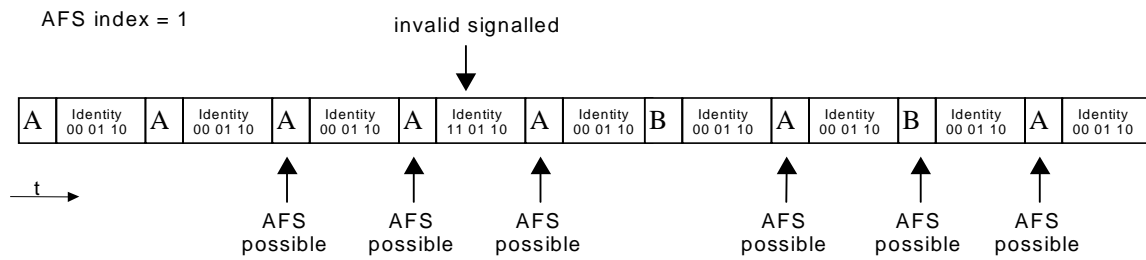 AFS index = 1
invalid signalled
A
Identity
00 01 10
A
Identity
00 01 10
A
Identity
00 01 10
A
Identity
11 01 10
A
Identity
00 01 10
B
Identity
00 01 10
A
Identity
00 01 10
B
Identity
00 01 10
A
Identity
00 01 10
t
AFS
possible
AFS
possible
AFS
possible
AFS
possible
AFS
possible
AFS
possible